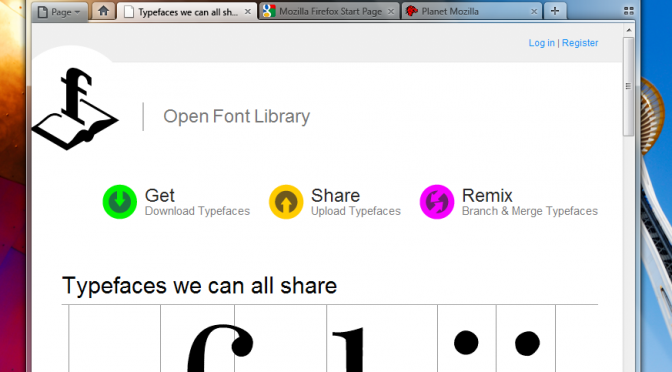 Page
Typefaces we can all sh...
Mozilla Firefox Start Page
Planet Mozilla
Log in | Register
Open Font Library
Get
Download Typefaces
Share
Upload Typefaces
Remix
Branch & Merge Typefaces
Typefaces we can all share